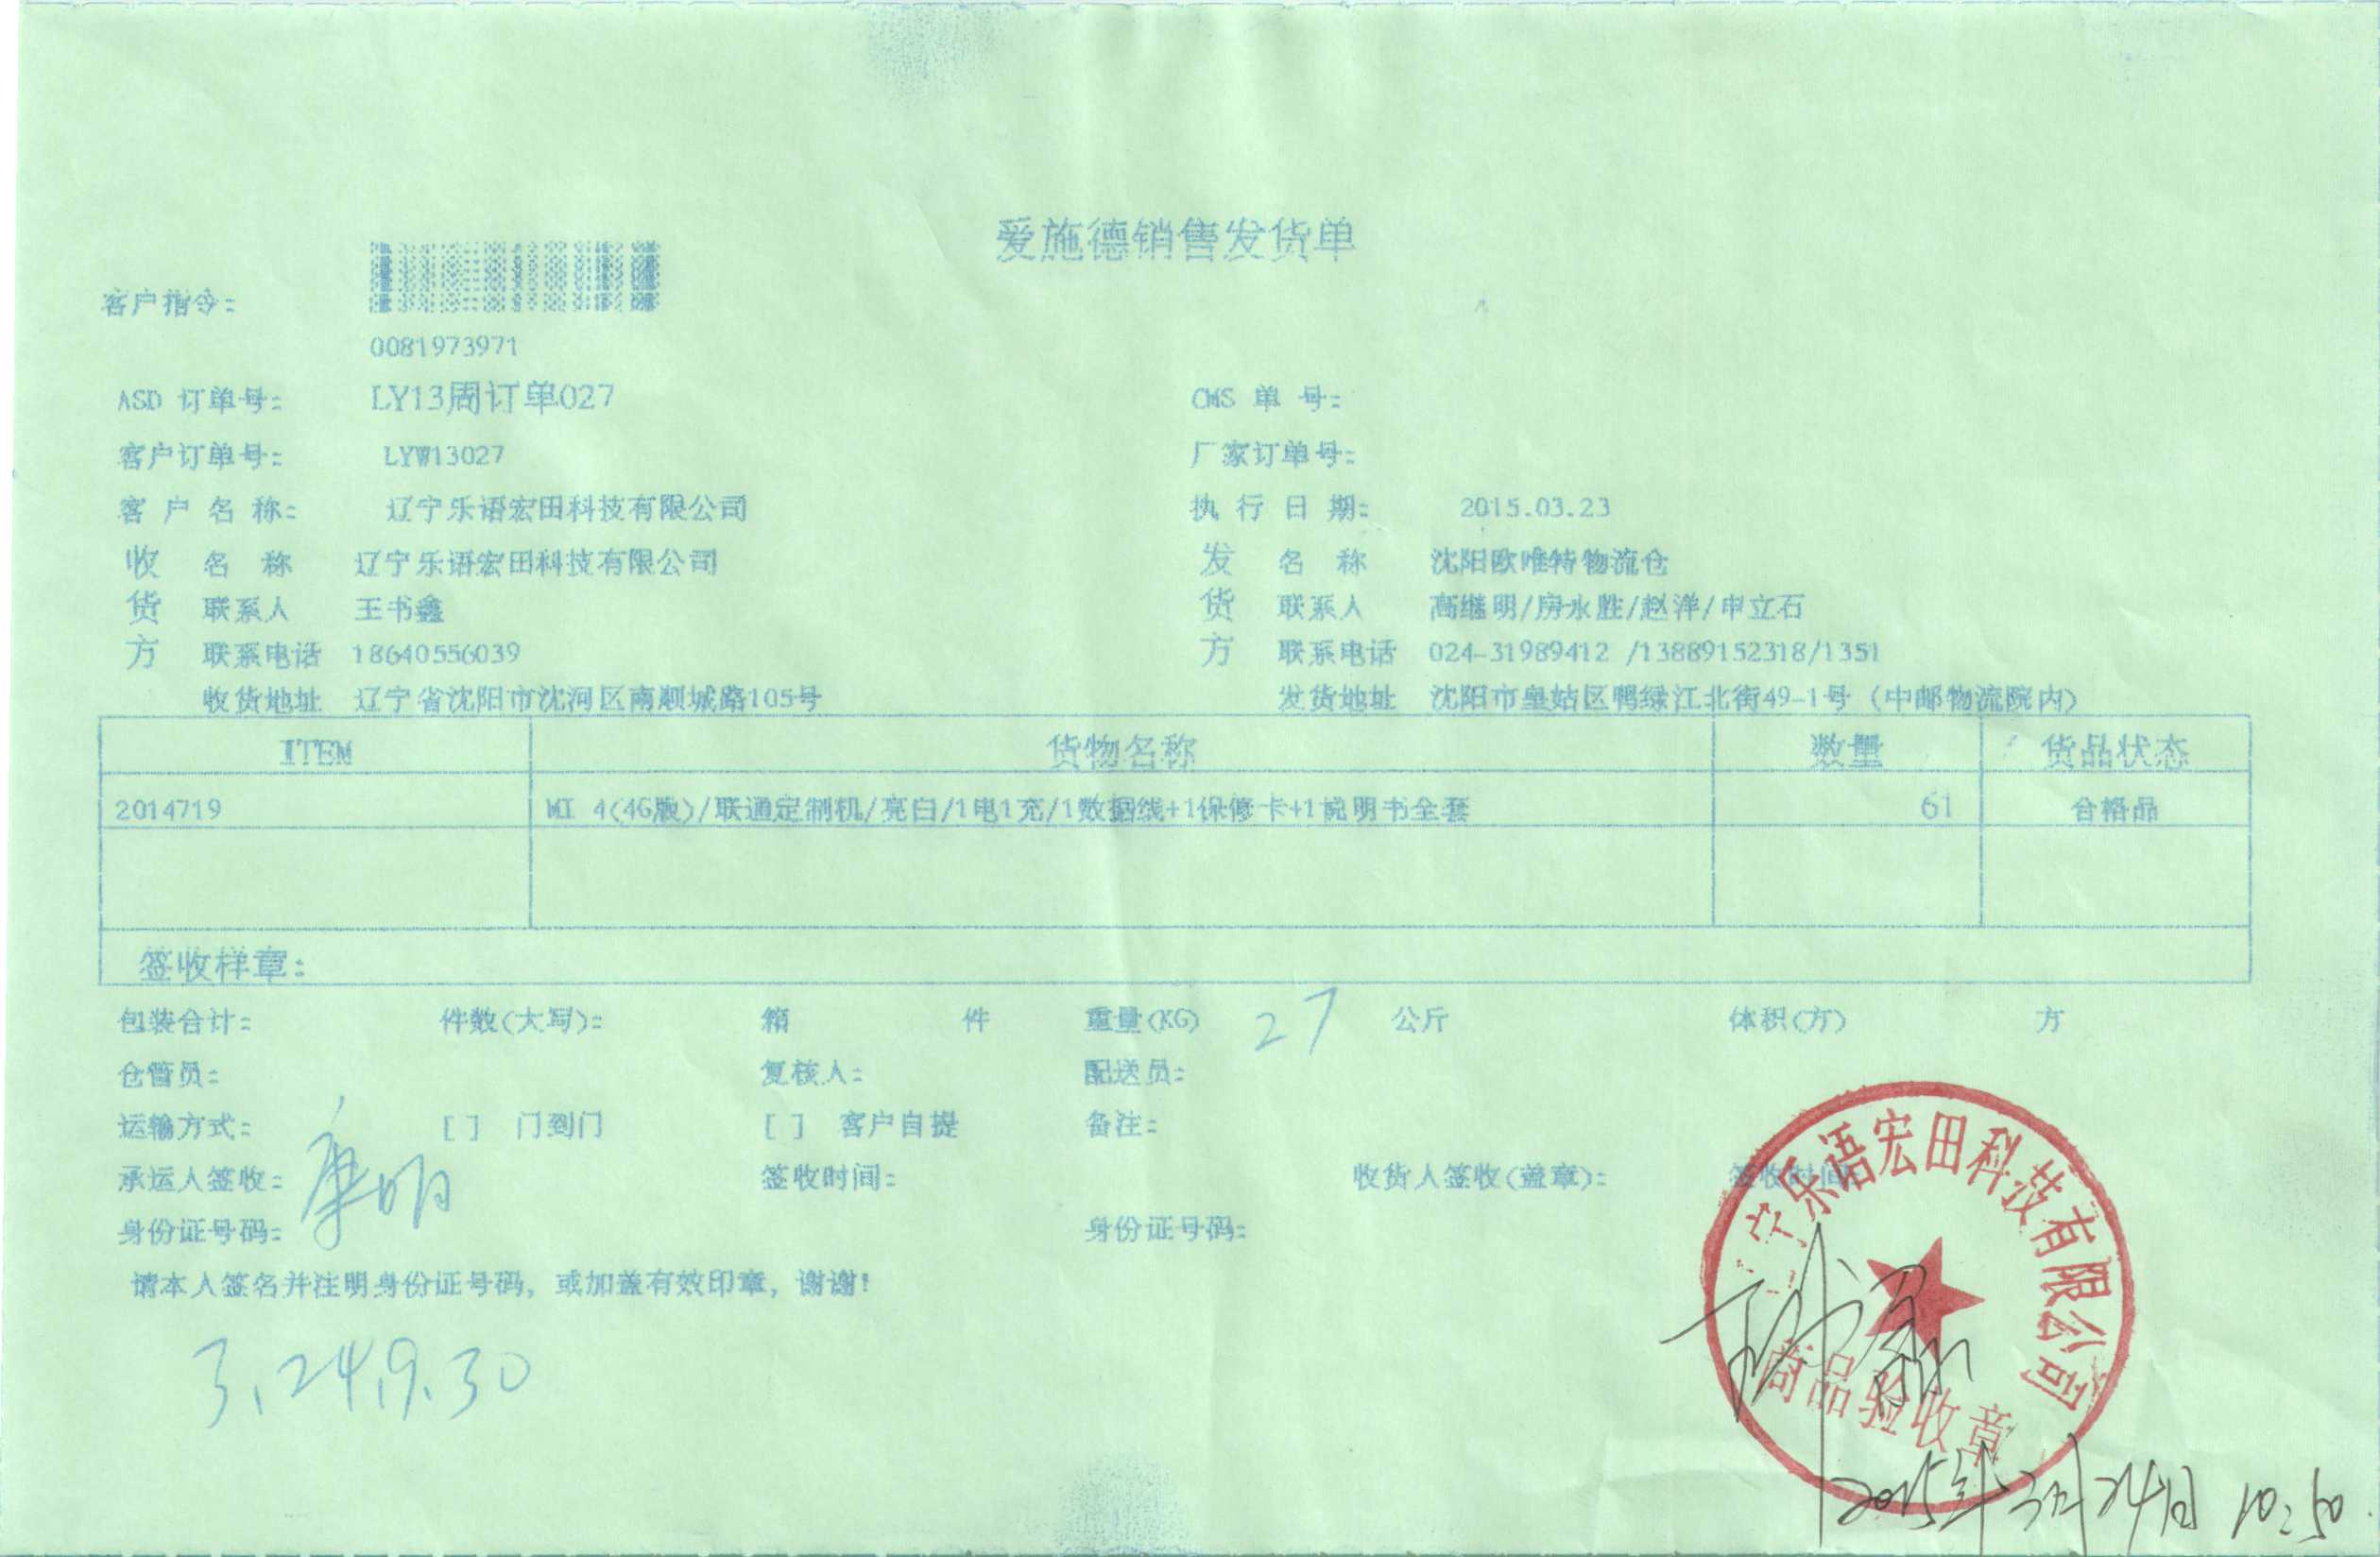 爱施德销售发货单
客户指令:
0081973971
ASD 订单号: LY13周订单027 CMS 单 号:
客户订单号: LYW13027 厂家订单号:
客 户 名 称: 辽宁乐语宏田科技有限公司 执 行 日 期: 2015.03.23
收 名 称 辽宁乐语宏田科技有限公司 发 名 称 沈阳欧唯特物流仓
货 联系人 王书鑫 货 联系人 高继明/房永胜/赵洋/申立石
方 联系电话 18640556039 方 联系电话 024-31989412 /13889152318/1351
收货地址 辽宁省沈阳市沈河区南顺城路105号 发货地址 沈阳市皇姑区鸭绿江北街49-1号（中邮物流院内）
ITEM 货物名称 数量 货品状态
2014719 MI 4(4G版)/联通定制机/亮白/1电1充/1数据线+1保修卡+1说明书全套 61 合格品
签收样章:
包装合计: 件数(大写): 箱 件 重量(KG) 27 公斤 体积(方) 方
仓管员: 复核人: 配送员:
运输方式: [ ] 门到门 [ ] 客户自提 备注:
承运人签收: 康明 签收时间: 收货人签收(盖章): 签收时间:
身份证号码: 身份证号码:
请本人签名并注明身份证号码，或加盖有效印章，谢谢!
3.24.9.30
辽宁乐语宏田科技有限公司
商品验收章
2015年3月24日 10:50